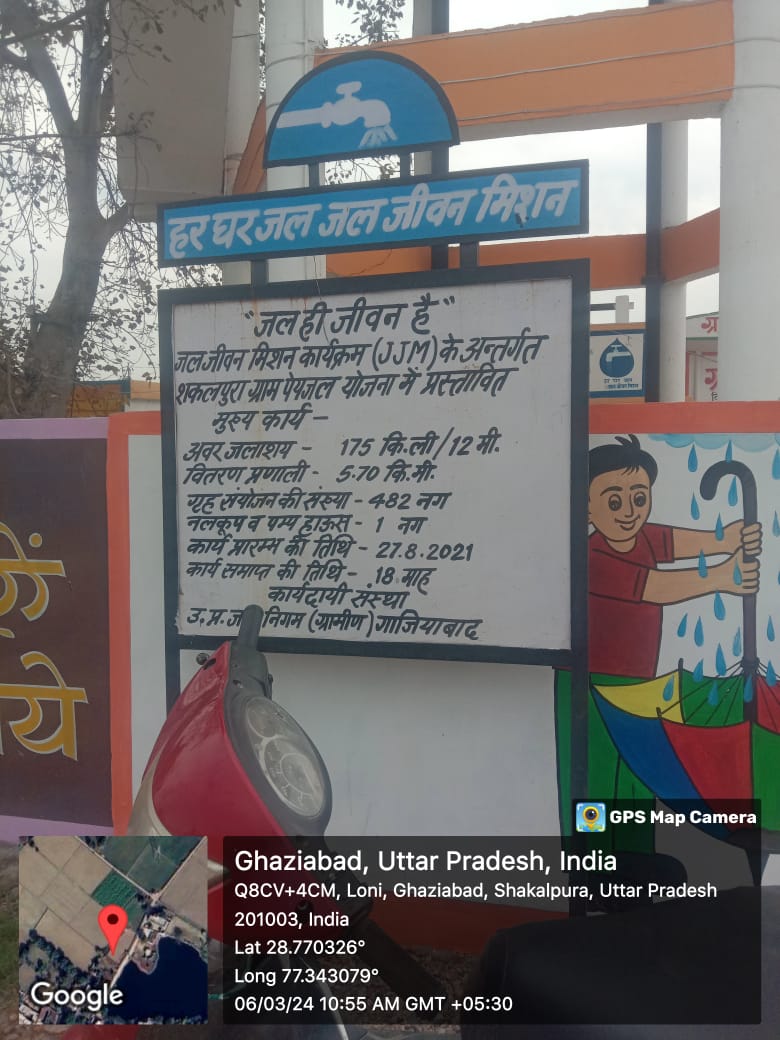 हर घर जल जल जीवन मिशन
"जल ही जीवन है"
जल जीवन मिशन कार्यक्रम (JJM) के अन्तर्गत
शकलपुरा ग्राम पेयजल योजना में प्रस्तावित
मुख्य कार्य –
अवर जलाशय - 175 कि.ली/12 मी.
वितरण प्रणाली - 5.70 कि.मी.
गृह संयोजन की संख्या - 482 नग
नलकूप व पम्प हाऊस - 1 नग
कार्य प्रारम्भ की तिथि - 27.8.2021
कार्य समाप्त की तिथि - 18 माह
कार्यदायी संस्था
उ.प्र. निगम (ग्रामीण) गाजियाबाद
हर घर जल
GPS Map Camera
Ghaziabad, Uttar Pradesh, India
Q8CV+4CM, Loni, Ghaziabad, Shakalpura, Uttar Pradesh
201003, India
Lat 28.770326°
Long 77.343079°
06/03/24 10:55 AM GMT +05:30
Google